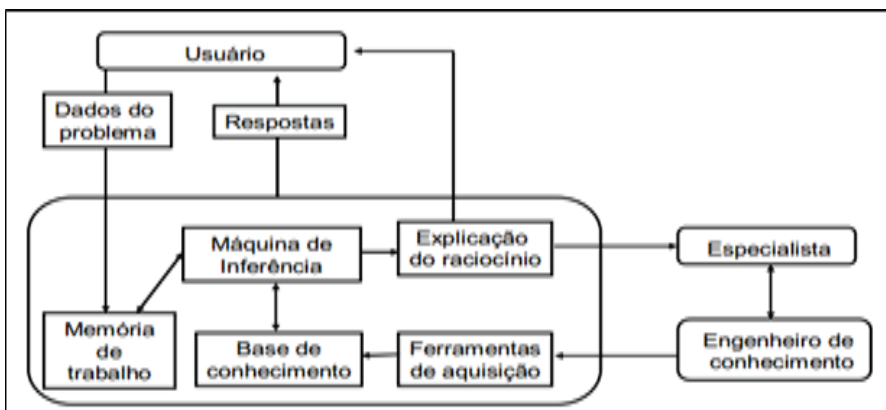 Usuário
Dados do
problema
Respostas
Máquina de
Inferência
Explicação
do raciocínio
Especialista
Memória
de
trabalho
Base de
conhecimento
Ferramentas
de aquisição
Engenheiro de
conhecimento